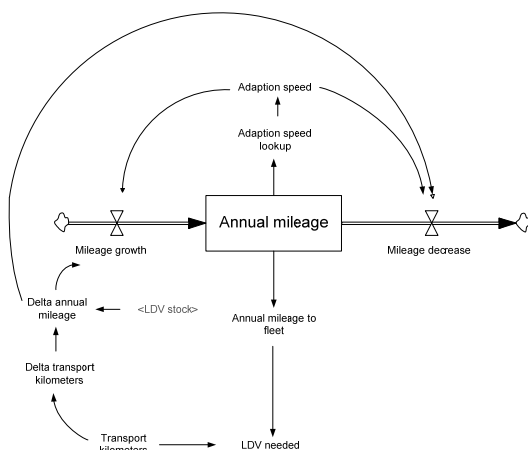 Adaption speed
Adaption speed
lookup
Annual mileage
Mileage growth
Mileage decrease
Delta annual
mileage
<LDV stock>
Annual mileage to
fleet
Delta transport
kilometers
Transport
kilometers
LDV needed